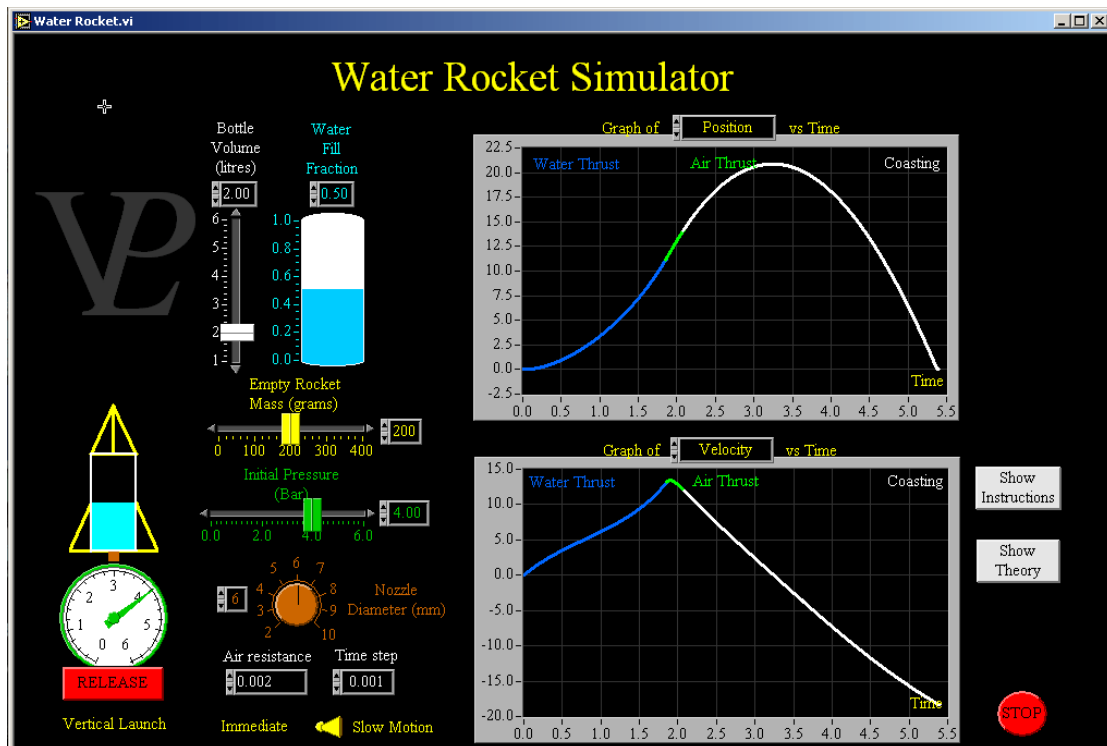 Water Rocket.vi
Water Rocket Simulator
Bottle
Volume
(litres)
2.00
6
5
4
3
2
1
Water
Fill
Fraction
0.50
1.0
0.8
0.6
0.4
0.2
0.0
VPL
Empty Rocket
Mass (grams)
0 100 200 300 400
200
Initial Pressure
(Bar)
0.0 2.0 4.0 6.0
4.00
6
2 3 4 5 6 7 8 9 10
Nozzle
Diameter (mm)
Air resistance
0.002
Time step
0.001
Immediate
Slow Motion
0 1 2 3 4 5 6
RELEASE
Vertical Launch
Graph of Position vs Time
Water Thrust Air Thrust Coasting
22.5
20.0
17.5
15.0
12.5
10.0
7.5
5.0
2.5
0.0
-2.5
Time
0.0 0.5 1.0 1.5 2.0 2.5 3.0 3.5 4.0 4.5 5.0 5.5
Graph of Velocity vs Time
Water Thrust Air Thrust Coasting
15.0
10.0
5.0
0.0
-5.0
-10.0
-15.0
-20.0
Time
0.0 0.5 1.0 1.5 2.0 2.5 3.0 3.5 4.0 4.5 5.0 5.5
Show
Instructions
Show
Theory
STOP